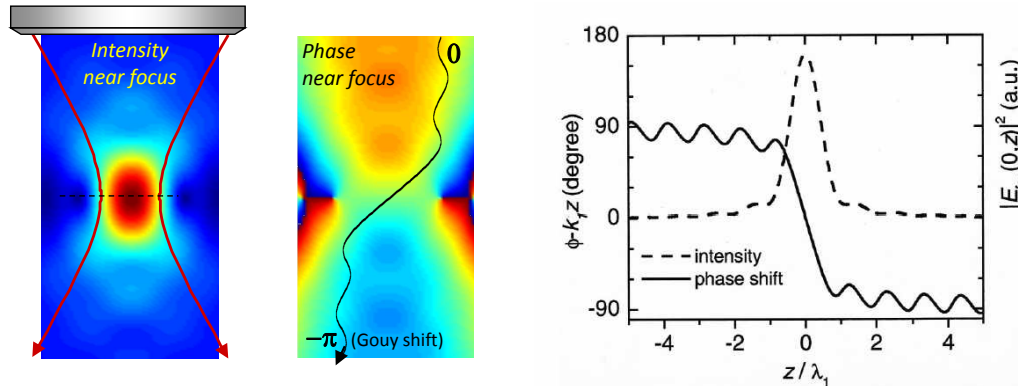 Intensity
near focus
Phase
near focus
0
−π (Gouy shift)
180
90
0
-90
ϕ-k₁z (degree)
intensity
phase shift
-4 -2 0 2 4
z / λ₁
|E (0,z)|² (a.u.)